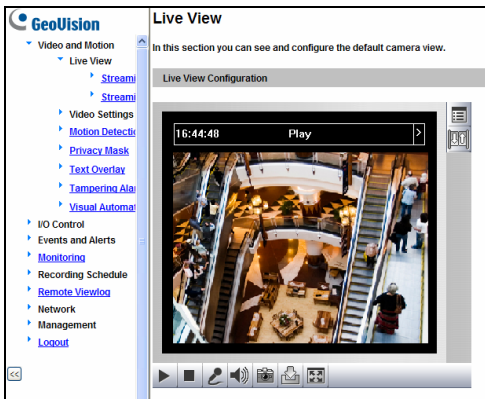 GeoVision
Video and Motion
Live View
Streami
Streami
Video Settings
Motion Detectio
Privacy Mask
Text Overlay
Tampering Alar
Visual Automat
I/O Control
Events and Alerts
Monitoring
Recording Schedule
Remote Viewlog
Network
Management
Logout
<<
Live View
In this section you can see and configure the default camera view.
Live View Configuration
16:44:48 Play >